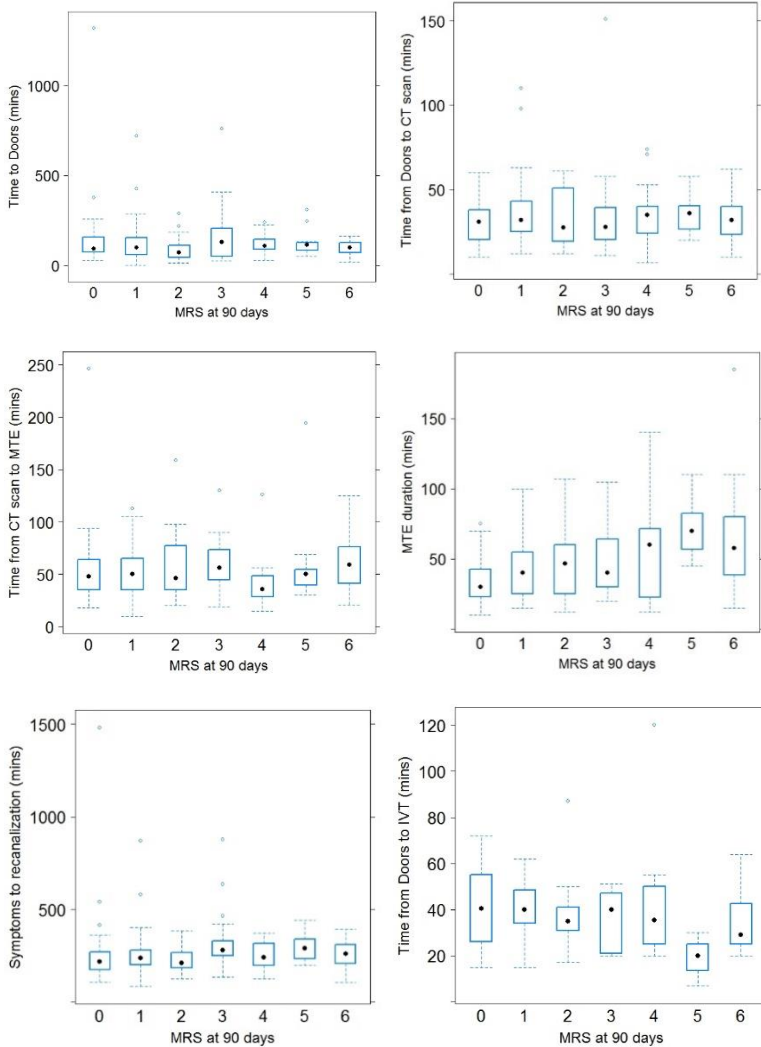 Time to Doors (mins)
1000
500
0
0 1 2 3 4 5 6
MRS at 90 days
Time from Doors to CT scan (mins)
150
100
50
0 1 2 3 4 5 6
MRS at 90 days
Time from CT scan to MTE (mins)
250
200
150
100
50
0
0 1 2 3 4 5 6
MRS at 90 days
MTE duration (mins)
150
100
50
0 1 2 3 4 5 6
MRS at 90 days
Symptoms to recanalization (mins)
1500
1000
500
0 1 2 3 4 5 6
MRS at 90 days
Time from Doors to IVT (mins)
120
100
80
60
40
20
0 1 2 3 4 5 6
MRS at 90 days